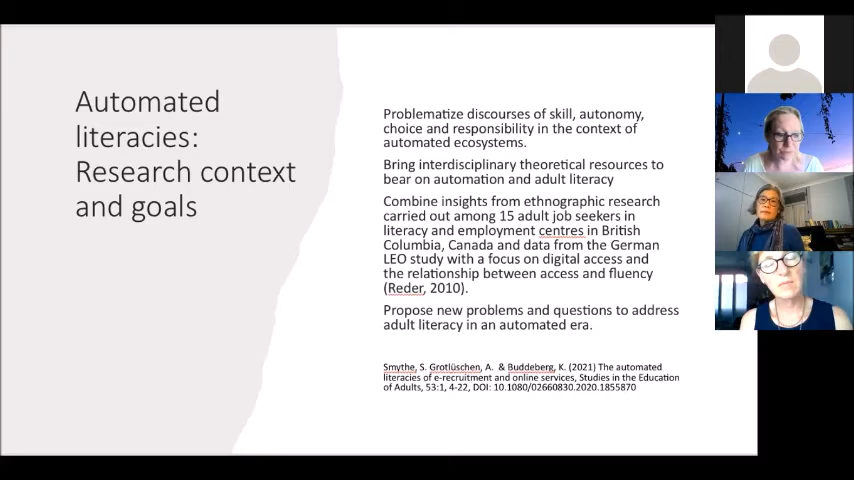 Automated
literacies:
Research context
and goals
Problematize discourses of skill, autonomy,
choice and responsibility in the context of
automated ecosystems.
Bring interdisciplinary theoretical resources to
bear on automation and adult literacy
Combine insights from ethnographic research
carried out among 15 adult job seekers in
literacy and employment centres in British
Columbia, Canada and data from the German
LEO study with a focus on digital access and
the relationship between access and fluency
(Reder, 2010).
Propose new problems and questions to address
adult literacy in an automated era.
Smythe, S. Grotlüschen, A. & Buddeberg, K. (2021) The automated
literacies of e-recruitment and online services, Studies in the Education
of Adults, 53:1, 4-22, DOI: 10.1080/02660830.2020.1855870